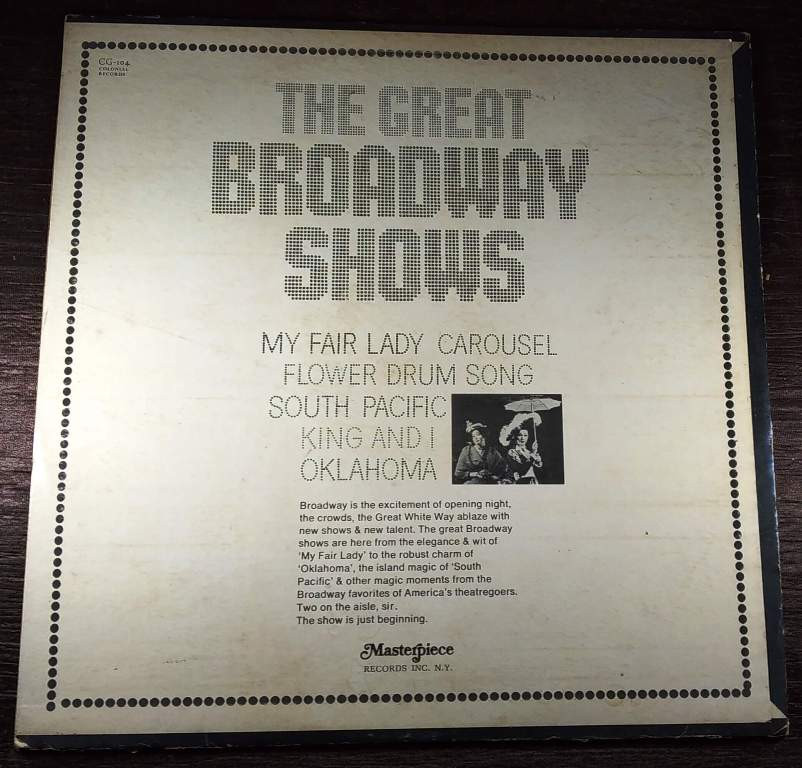 CG-104
COLONIAL
RECORDS
THE GREAT
BROADWAY
SHOWS
MY FAIR LADY CAROUSEL
FLOWER DRUM SONG
SOUTH PACIFIC
KING AND I
OKLAHOMA
Broadway is the excitement of opening night,
the crowds, the Great White Way ablaze with
new shows & new talent. The great Broadway
shows are here from the elegance & wit of
‘My Fair Lady’ to the robust charm of
‘Oklahoma’, the island magic of ‘South
Pacific’ & other magic moments from the
Broadway favorites of America’s theatregoers.
Two on the aisle, sir.
The show is just beginning.
Masterpiece
RECORDS INC. N.Y.